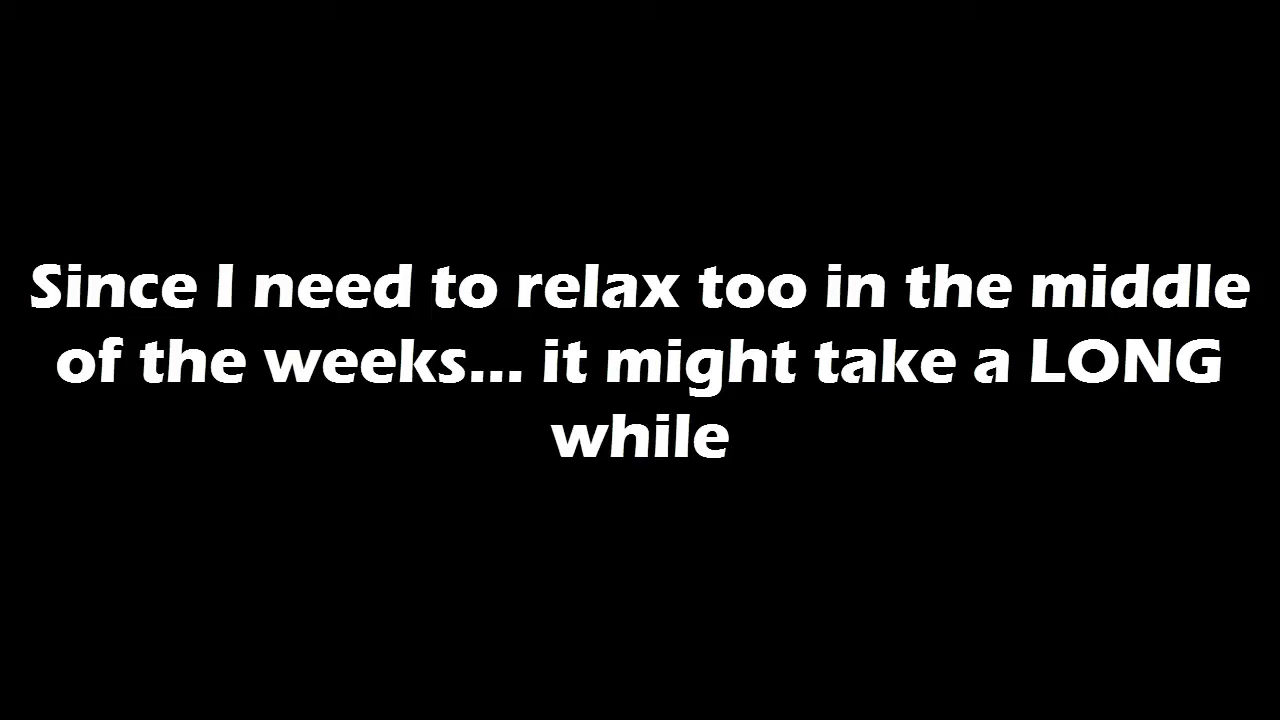 Since I need to relax too in the middle
of the weeks... it might take a LONG
while